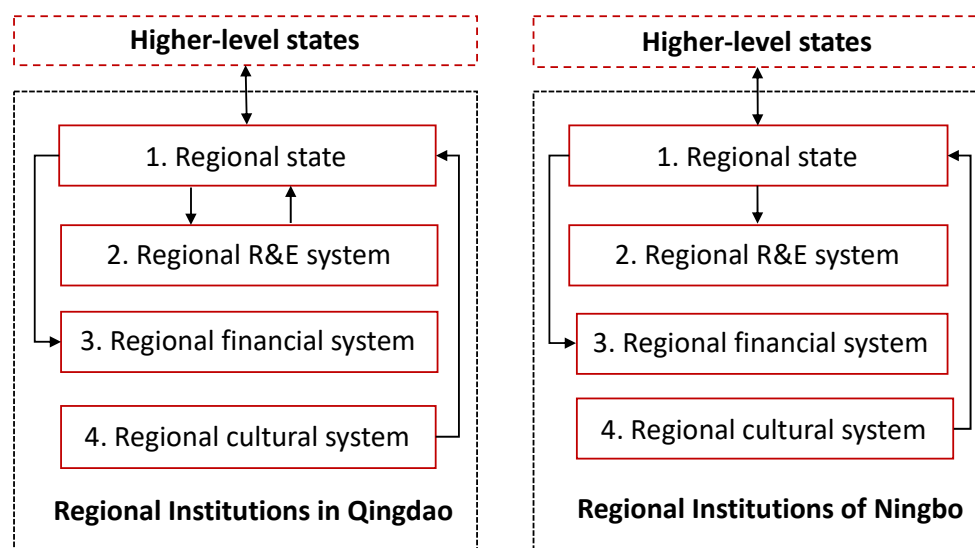 Higher-level states
1. Regional state
2. Regional R&E system
3. Regional financial system
4. Regional cultural system
Regional Institutions in Qingdao
Higher-level states
1. Regional state
2. Regional R&E system
3. Regional financial system
4. Regional cultural system
Regional Institutions of Ningbo